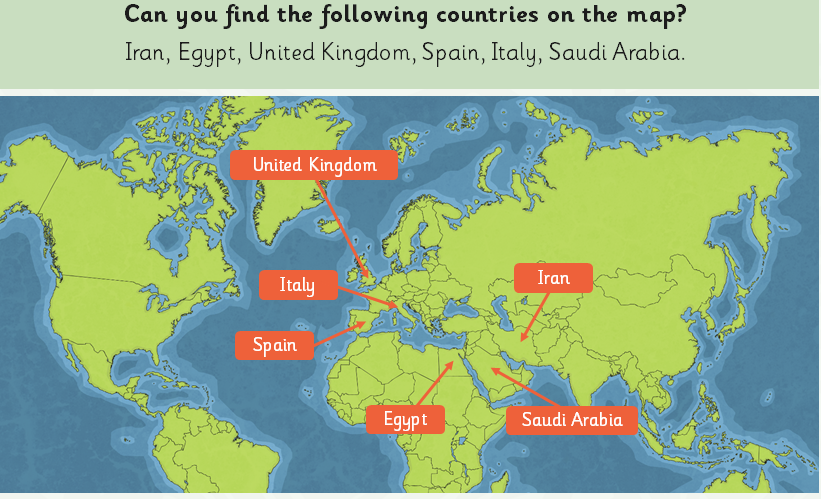 Can you find the following countries on the map?
Iran, Egypt, United Kingdom, Spain, Italy, Saudi Arabia.
United Kingdom
Italy
Iran
Spain
Egypt
Saudi Arabia